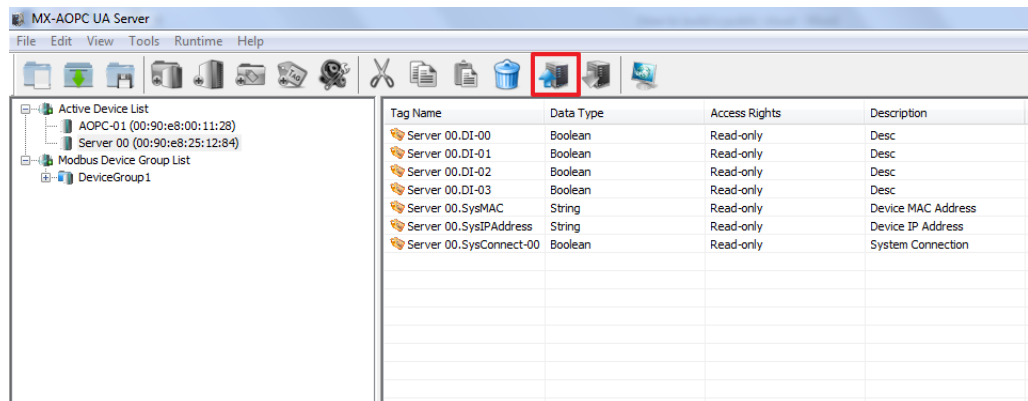 MX-AOPC UA Server
File Edit View Tools Runtime Help
Active Device List
AOPC-01 (00:90:e8:00:11:28)
Server 00 (00:90:e8:25:12:84)
Modbus Device Group List
DeviceGroup1
Tag Name Data Type Access Rights Description
Server 00.DI-00 Boolean Read-only Desc
Server 00.DI-01 Boolean Read-only Desc
Server 00.DI-02 Boolean Read-only Desc
Server 00.DI-03 Boolean Read-only Desc
Server 00.SysMAC String Read-only Device MAC Address
Server 00.SysIPAddress String Read-only Device IP Address
Server 00.SysConnect-00 Boolean Read-only System Connection